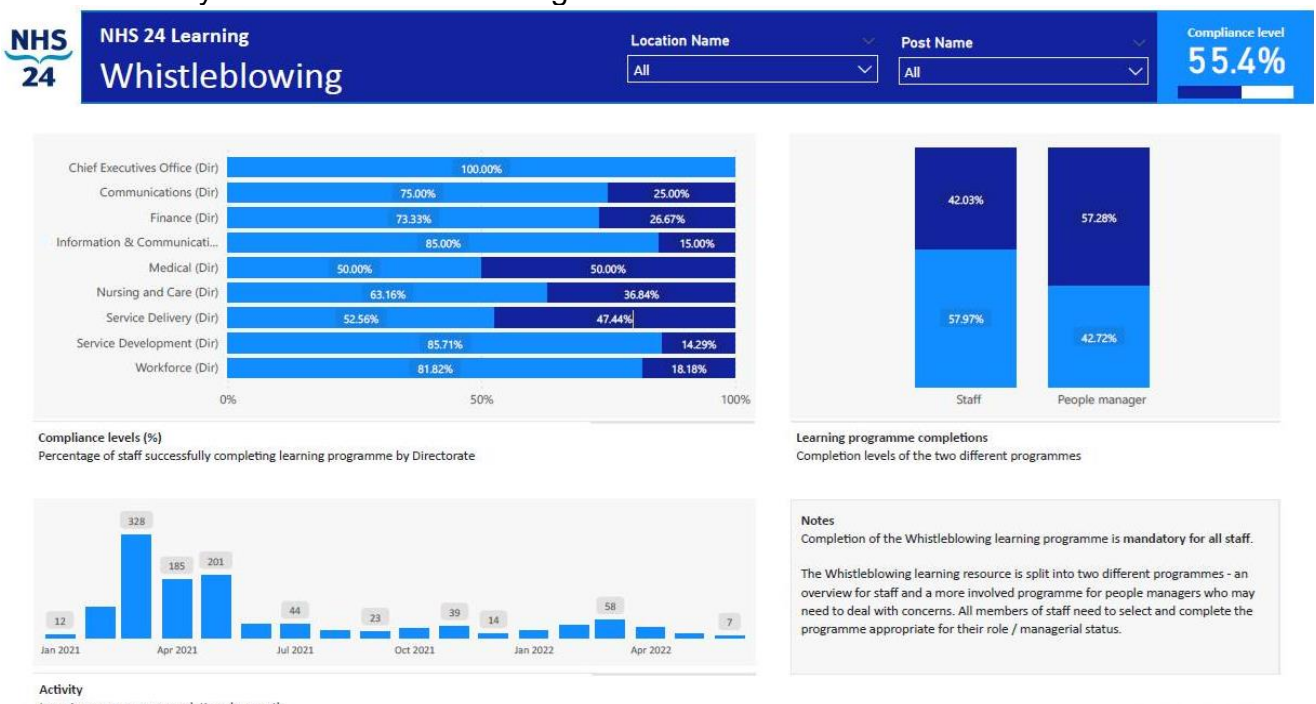 NHS
24
NHS 24 Learning
Whistleblowing
Location Name
All
Post Name
All
Compliance level
55.4%
Chief Executives Office (Dir)
100.00%
Communications (Dir)
75.00%
25.00%
Finance (Dir)
73.33%
26.67%
Information & Communicati...
85.00%
15.00%
Medical (Dir)
50.00%
50.00%
Nursing and Care (Dir)
63.16%
36.84%
Service Delivery (Dir)
52.56%
47.44%
Service Development (Dir)
85.71%
14.29%
Workforce (Dir)
81.82%
18.18%
0%
50%
100%
Compliance levels (%)
Percentage of staff successfully completing learning programme by Directorate
42.03%
57.97%
57.28%
42.72%
Staff
People manager
Learning programme completions
Completion levels of the two different programmes
12
328
185
201
44
23
39
14
58
7
Jan 2021
Apr 2021
Jul 2021
Oct 2021
Jan 2022
Apr 2022
Activity
Notes
Completion of the Whistleblowing learning programme is mandatory for all staff.
The Whistleblowing learning resource is split into two different programmes - an
overview for staff and a more involved programme for people managers who may
need to deal with concerns. All members of staff need to select and complete the
programme appropriate for their role / managerial status.